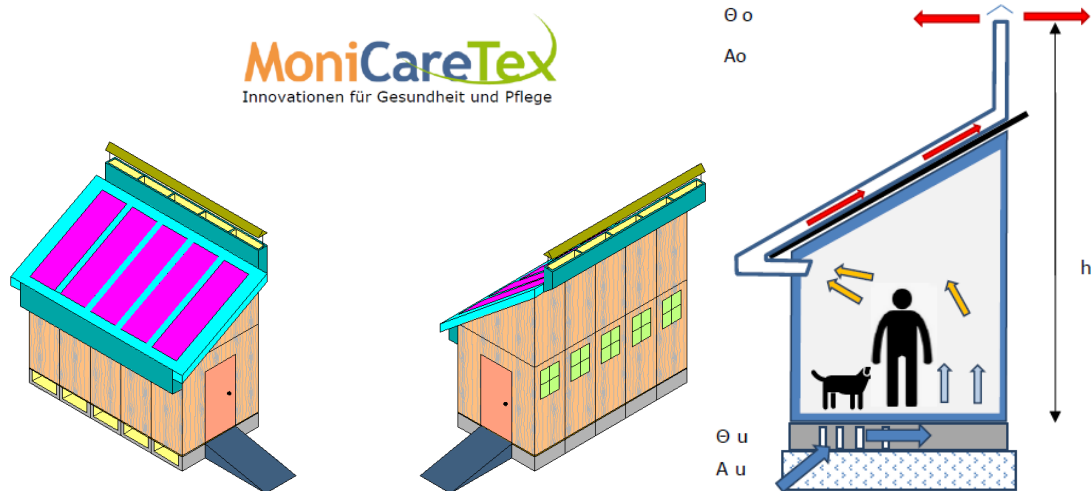 MoniCareTex
Innovationen für Gesundheit und Pflege
Θ o
Ao
h
Θ u
A u